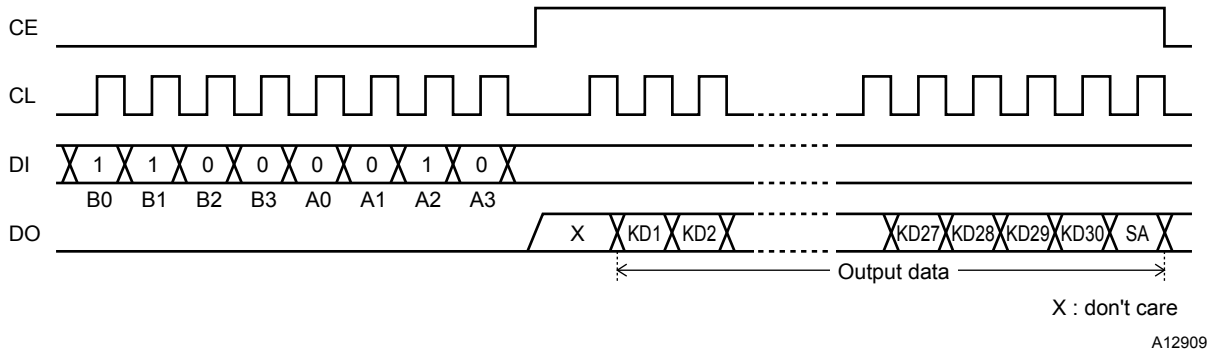 CE
CL
DI 1 1 0 0 0 0 1 0
B0 B1 B2 B3 A0 A1 A2 A3
DO X KD1 KD2 KD27 KD28 KD29 KD30 SA
Output data
X : don't care
A12909